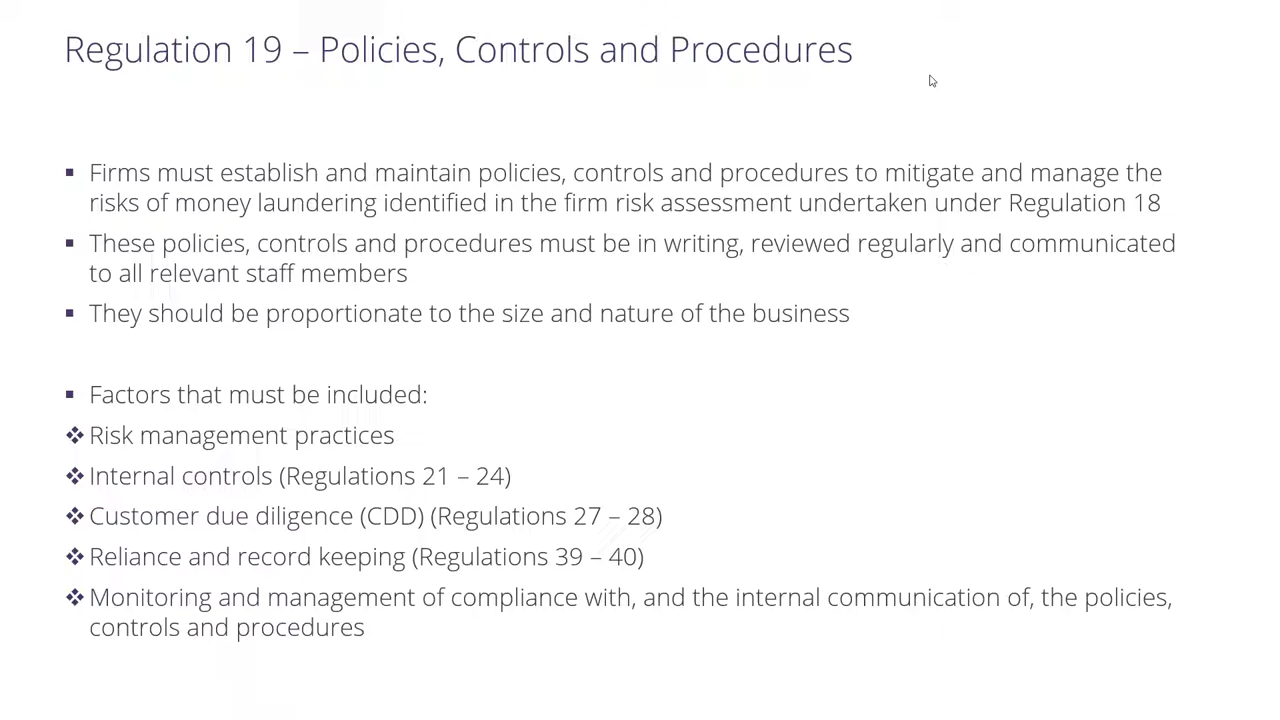 Regulation 19 – Policies, Controls and Procedures
▪ Firms must establish and maintain policies, controls and procedures to mitigate and manage the
risks of money laundering identified in the firm risk assessment undertaken under Regulation 18
▪ These policies, controls and procedures must be in writing, reviewed regularly and communicated
to all relevant staff members
▪ They should be proportionate to the size and nature of the business
▪ Factors that must be included:
❖ Risk management practices
❖ Internal controls (Regulations 21 – 24)
❖ Customer due diligence (CDD) (Regulations 27 – 28)
❖ Reliance and record keeping (Regulations 39 – 40)
❖ Monitoring and management of compliance with, and the internal communication of, the policies,
controls and procedures